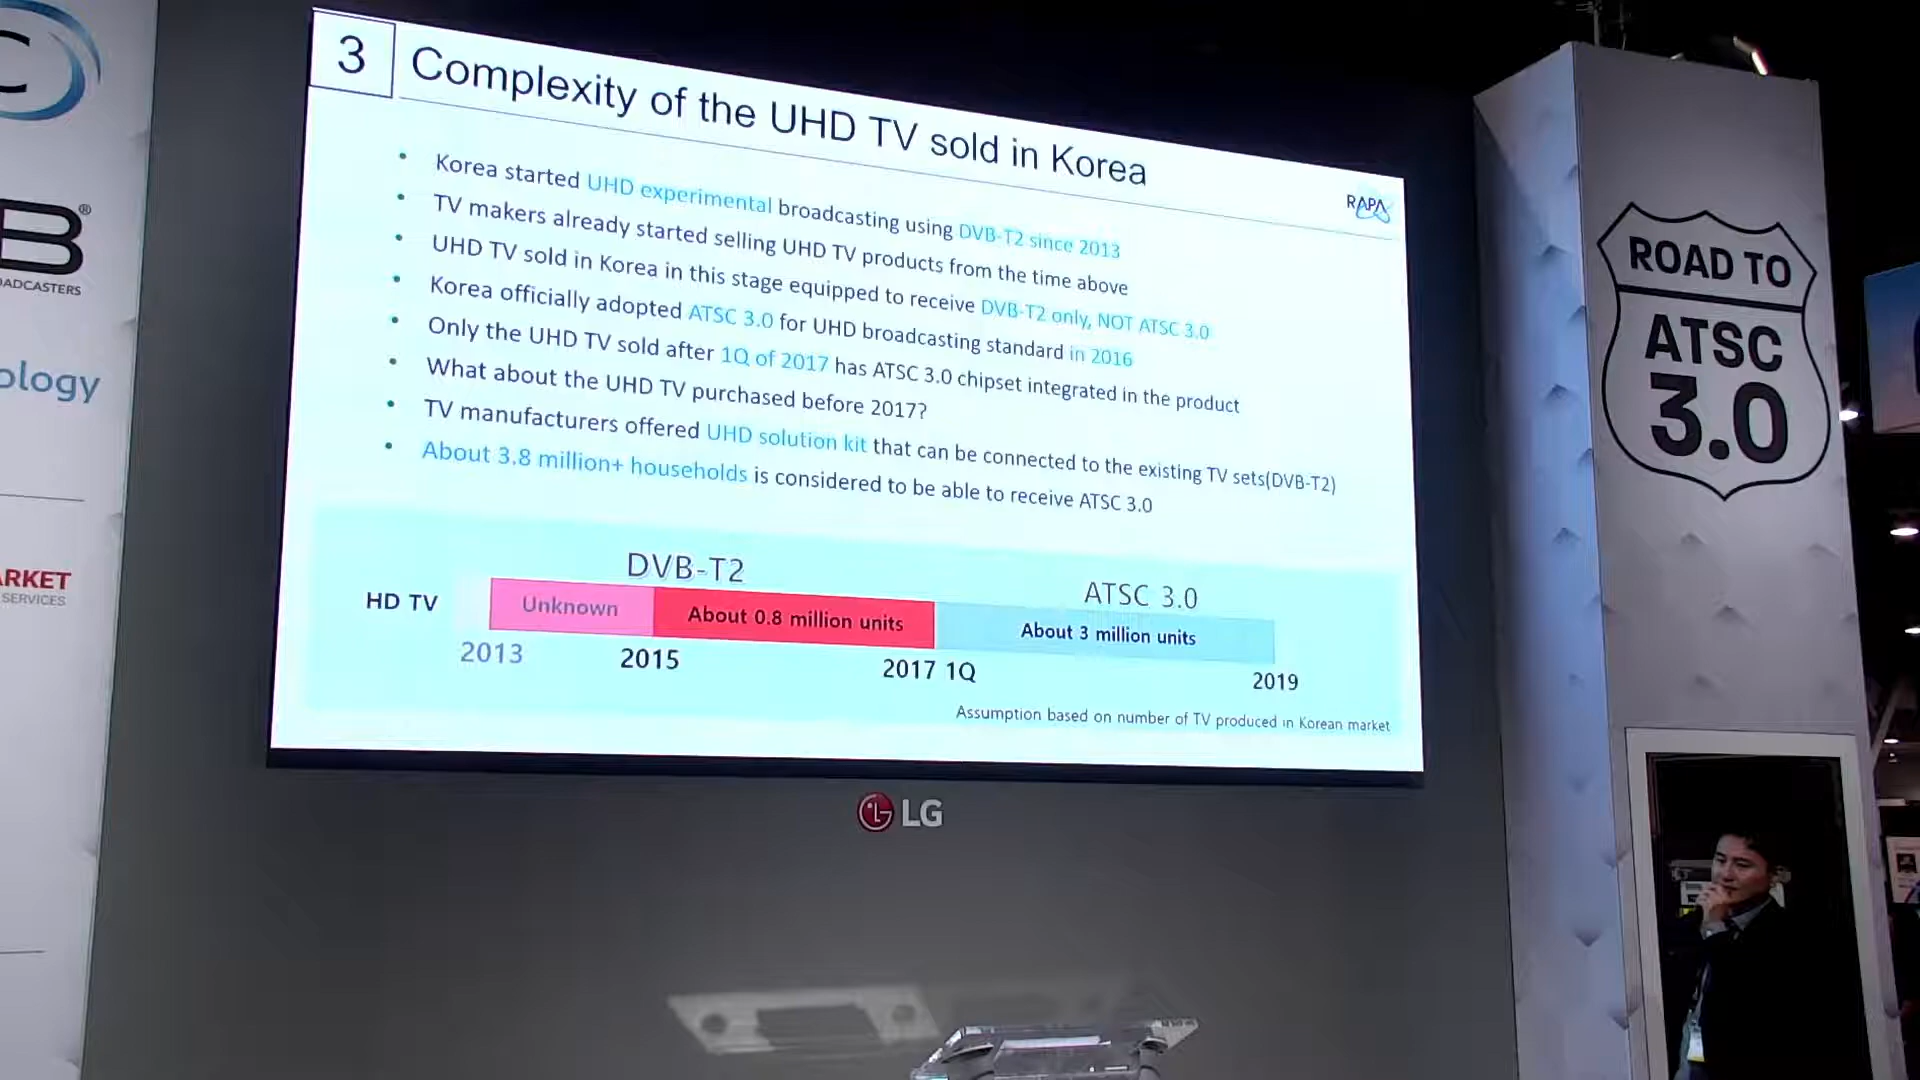 3
Complexity of the UHD TV sold in Korea
RAPA
• Korea started UHD experimental broadcasting using DVB-T2 since 2013
• TV makers already started selling UHD TV products from the time above
• UHD TV sold in Korea in this stage equipped to receive DVB-T2 only, NOT ATSC 3.0
• Korea officially adopted ATSC 3.0 for UHD broadcasting standard in 2016
• Only the UHD TV sold after 1Q of 2017 has ATSC 3.0 chipset integrated in the product
• What about the UHD TV purchased before 2017?
• TV manufacturers offered UHD solution kit that can be connected to the existing TV sets(DVB-T2)
• About 3.8 million+ households is considered to be able to receive ATSC 3.0
DVB-T2
ATSC 3.0
HD TV
Unknown
About 0.8 million units
About 3 million units
2013
2015
2017 1Q
2019
Assumption based on number of TV produced in Korean market
LG
ROAD TO
ATSC
3.0
C
B®
OADCASTERS
ology
ARKET
SERVICES